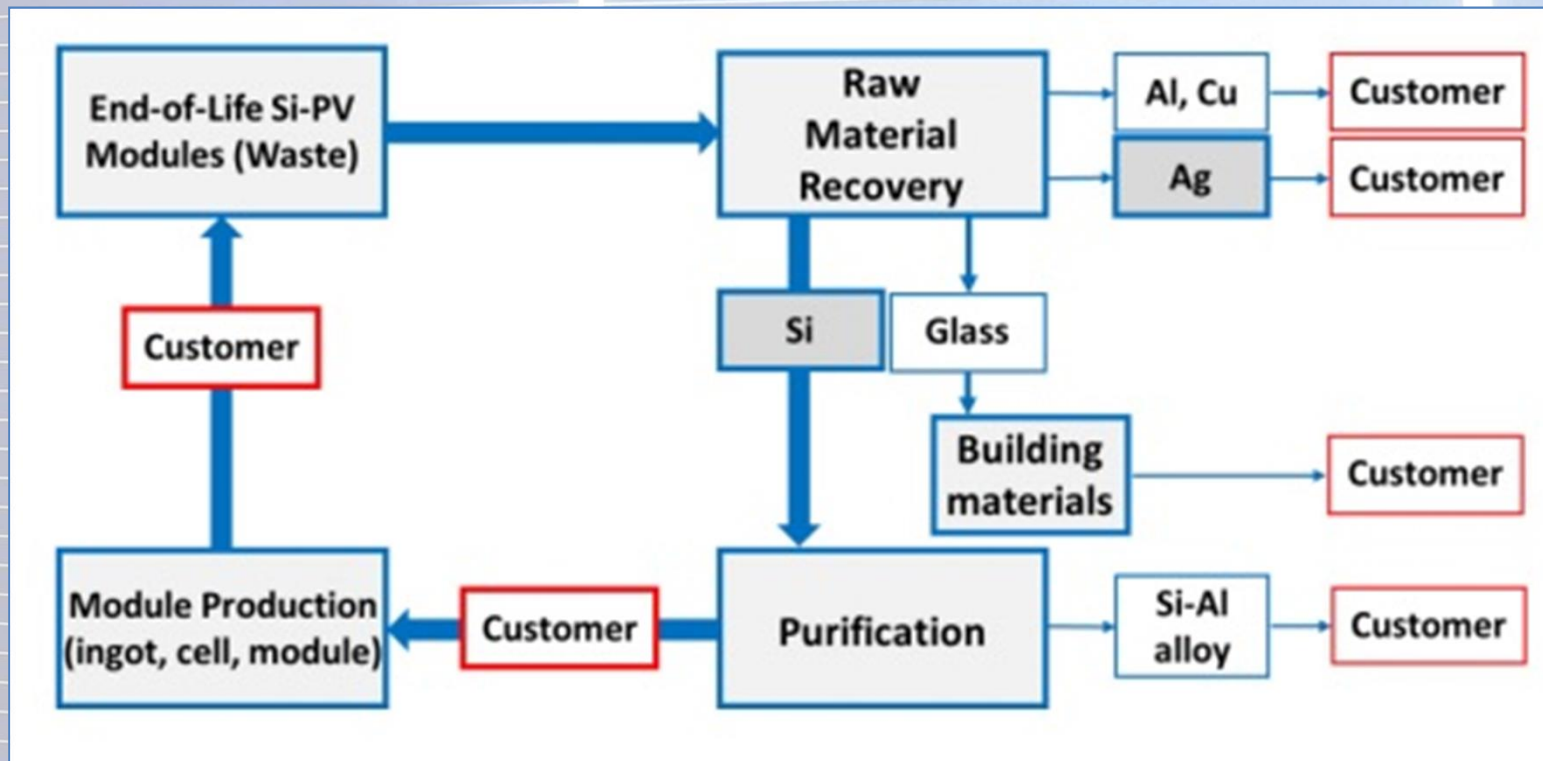 End-of-Life Si-PV
Modules (Waste)
Raw
Material
Recovery
Al, Cu
Customer
Ag
Customer
Customer
Si
Glass
Building
materials
Customer
Module Production
(ingot, cell, module)
Customer
Purification
Si-Al
alloy
Customer